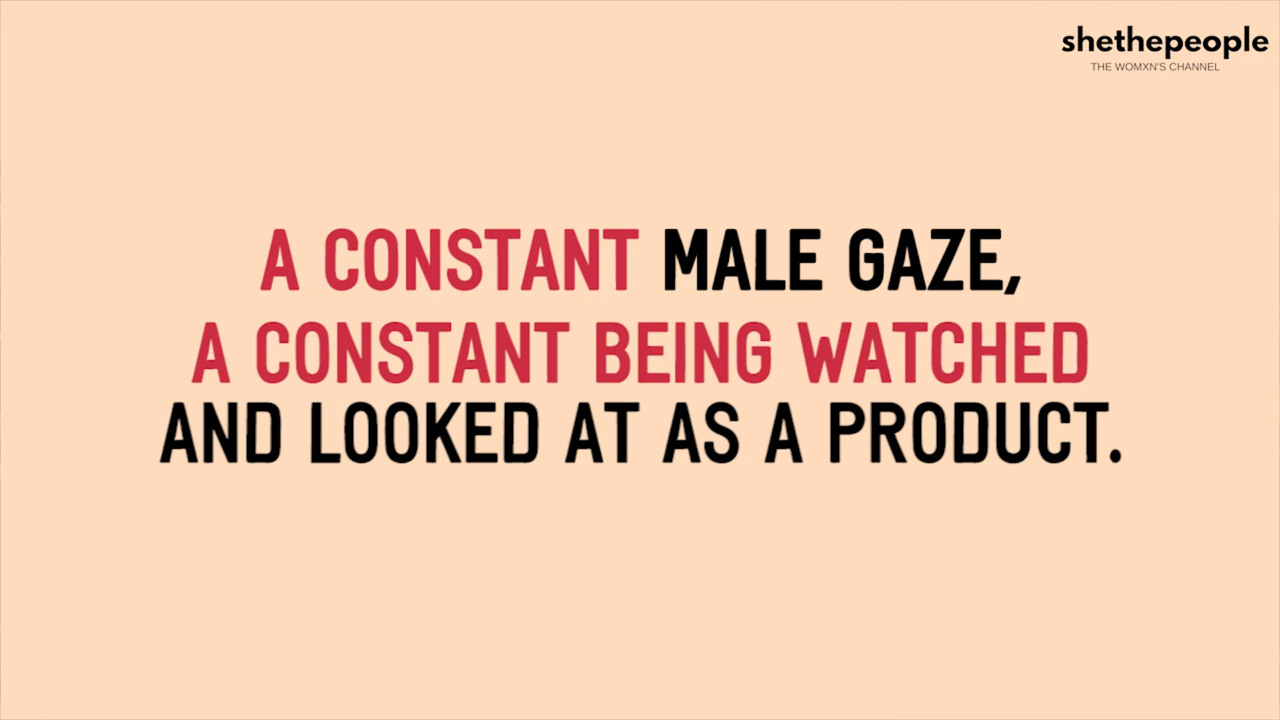 shethepeople
THE WOMXN'S CHANNEL
A CONSTANT MALE GAZE,
A CONSTANT BEING WATCHED
AND LOOKED AT AS A PRODUCT.